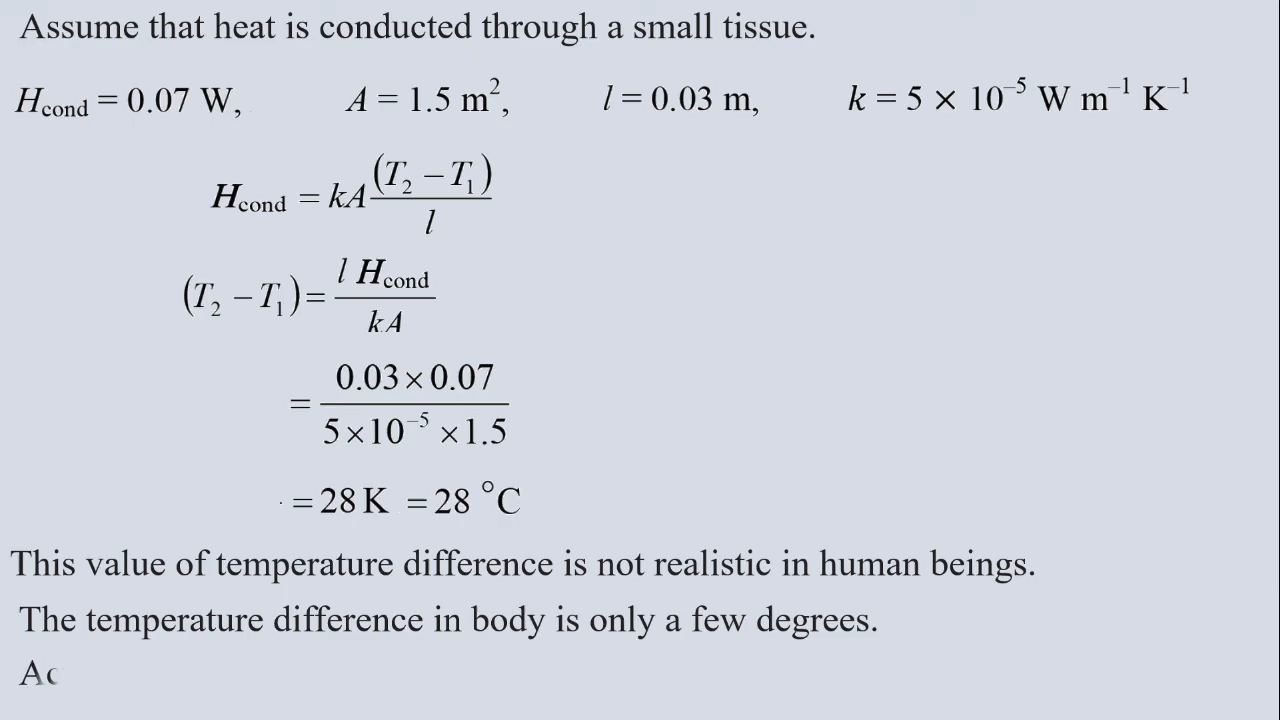 Assume that heat is conducted through a small tissue.
H_cond = 0.07 W, A = 1.5 m², l = 0.03 m, k = 5 × 10⁻⁵ W m⁻¹ K⁻¹
H_cond = kA (T₂ − T₁) / l
(T₂ − T₁) = l H_cond / kA
= 0.03 × 0.07 / 5 × 10⁻⁵ × 1.5
= 28 K = 28 °C
This value of temperature difference is not realistic in human beings.
The temperature difference in body is only a few degrees.
Ac